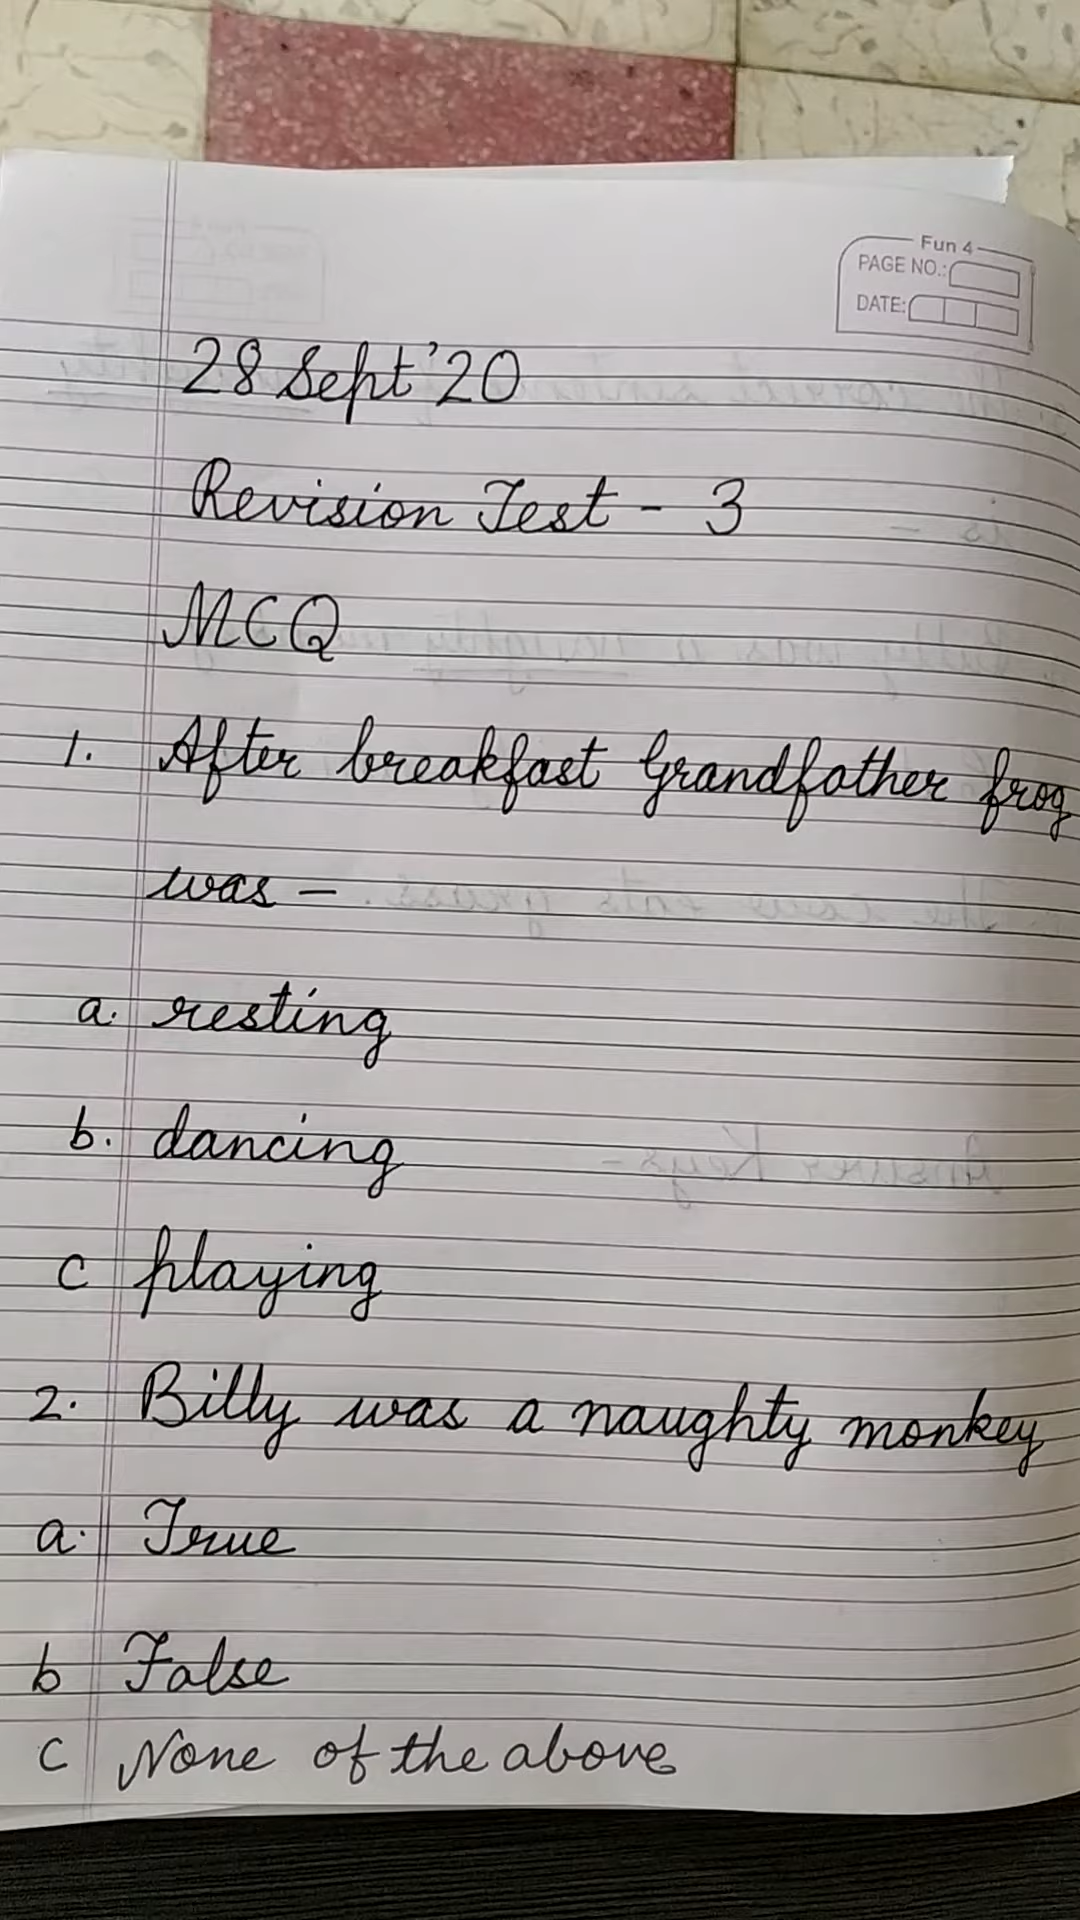 Fun 4
PAGE NO.:
DATE:
28 Sept '20
Revision Test - 3
MCQ
1. After breakfast Grandfather frog
was —
a. resting
b. dancing
c playing
2. Billy was a naughty monkey
a. True
b False
c None of the above